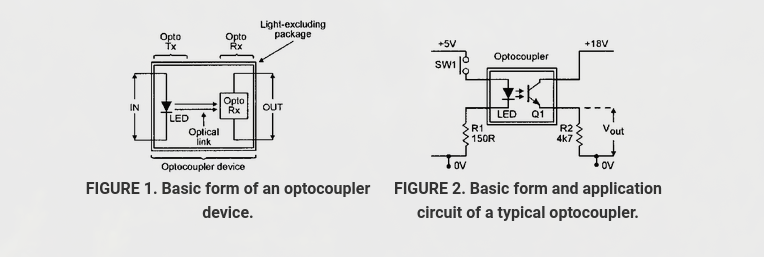 Light-excluding
package
Opto
Tx
Opto
Rx
IN
LED
Opto
Rx
OUT
Optical
link
Optocoupler device
FIGURE 1. Basic form of an optocoupler
device.
+5V
SW1
Optocoupler
+18V
LED
Q1
R1
150R
R2
4k7
Vout
0V
0V
FIGURE 2. Basic form and application
circuit of a typical optocoupler.